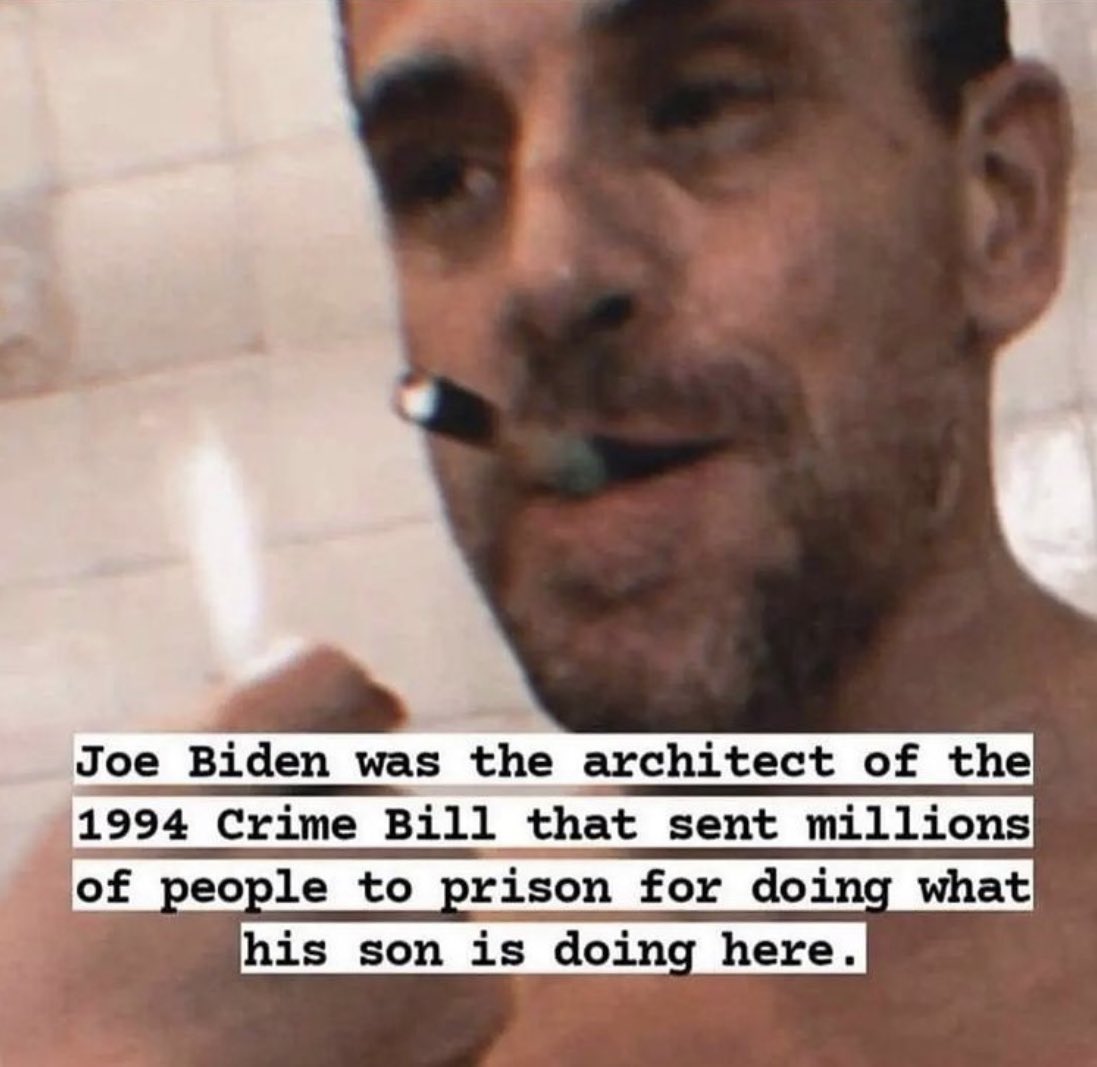 Joe Biden was the architect of the
1994 Crime Bill that sent millions
of people to prison for doing what
his son is doing here.